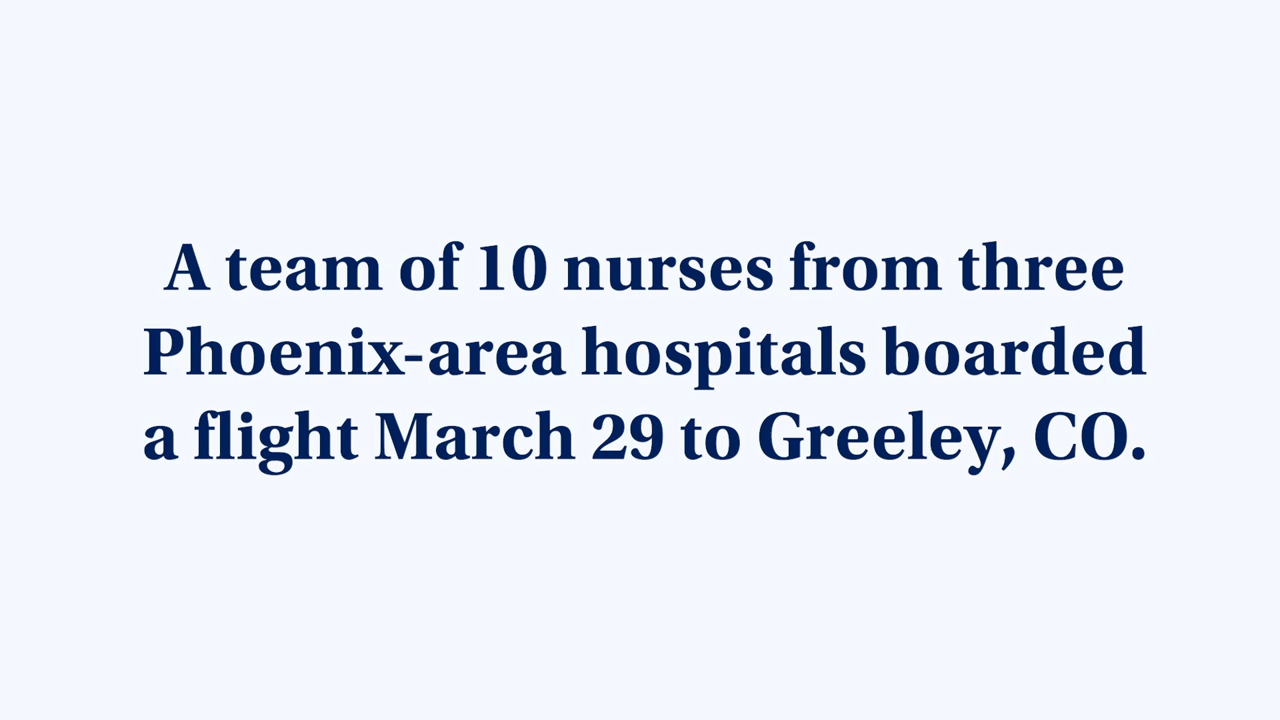 A team of 10 nurses from three
Phoenix-area hospitals boarded
a flight March 29 to Greeley, CO.